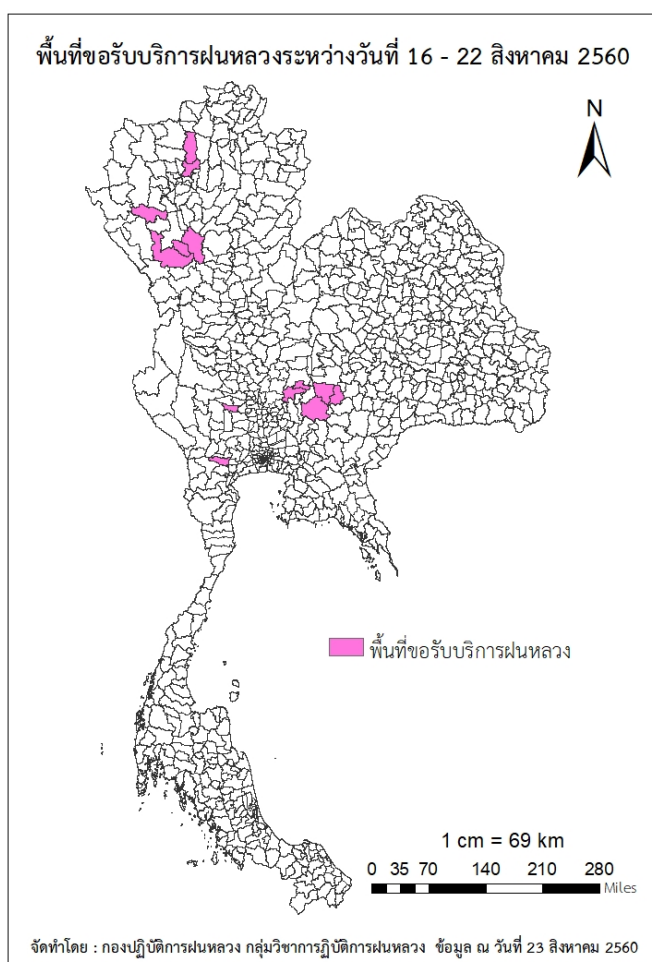 พื้นที่ขอรับบริการฝนหลวงระหว่างวันที่ 16 - 22 สิงหาคม 2560
N
พื้นที่ขอรับบริการฝนหลวง
1 cm = 69 km
0 35 70 140 210 280
Miles
จัดทำโดย : กองปฏิบัติการฝนหลวง กลุ่มวิชาการฏิบัติการฝนหลวง ข้อมูล ณ วันที่ 23 สิงหาคม 2560